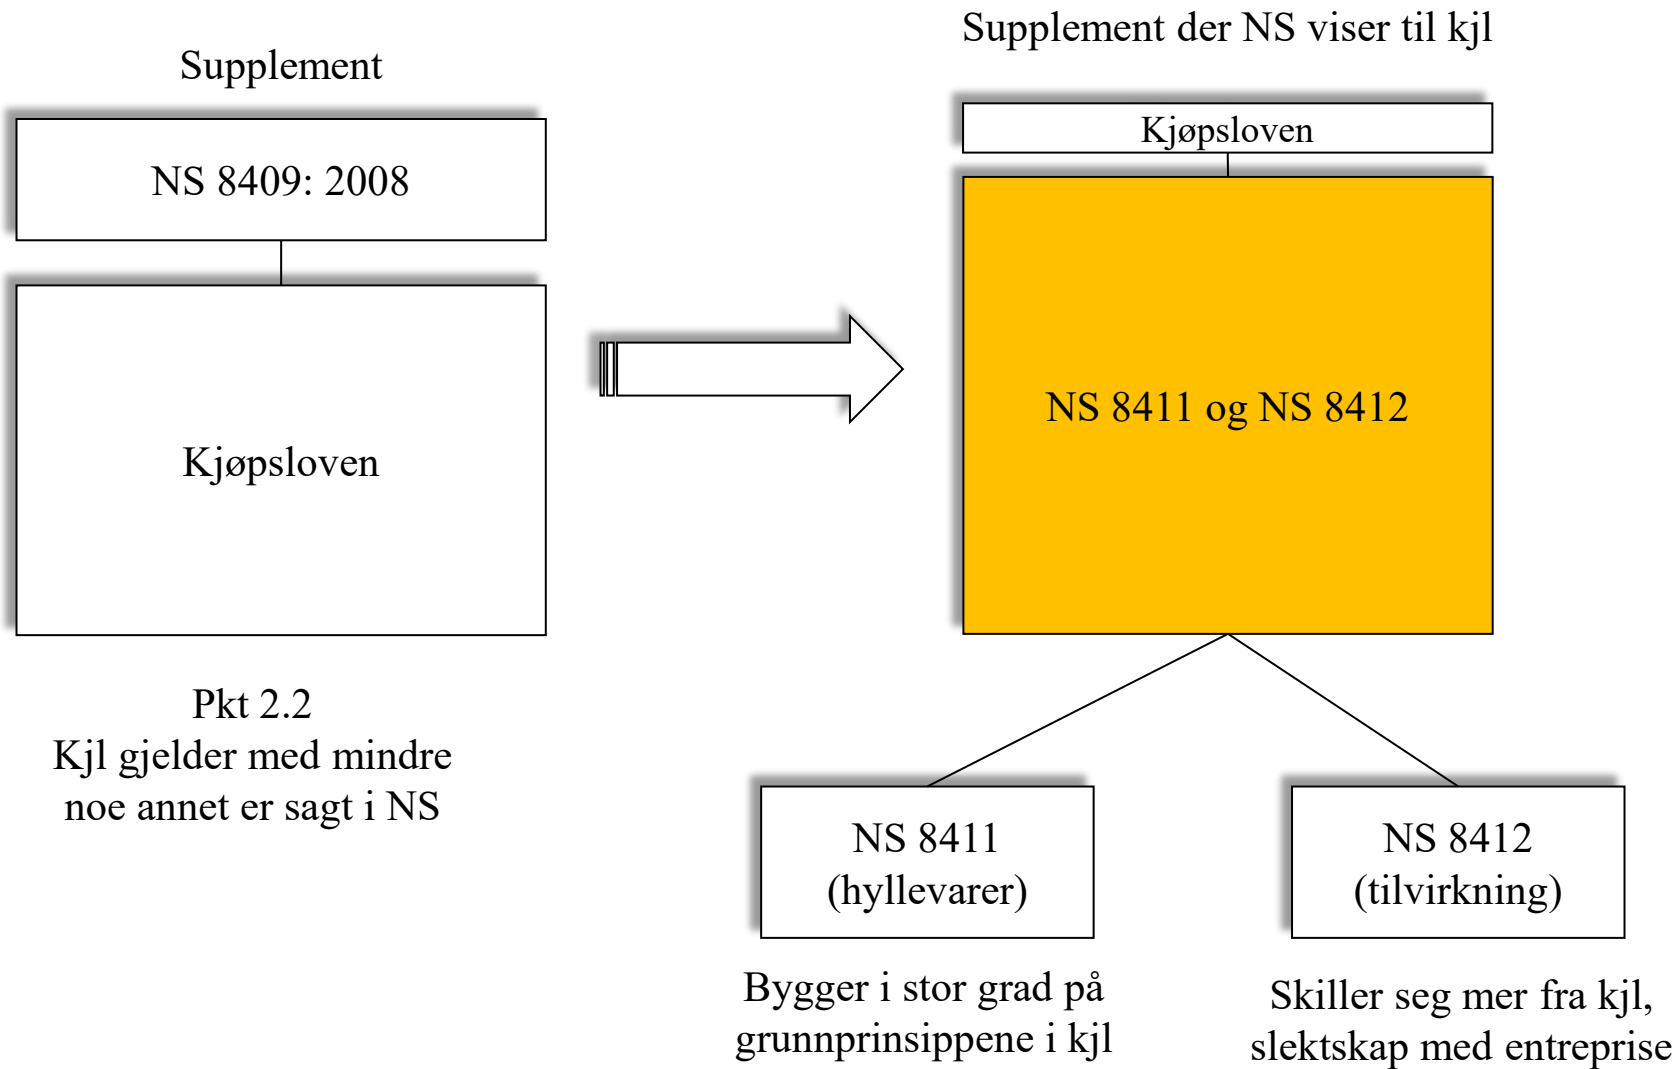 Supplement
NS 8409: 2008
Kjøpsloven
Pkt 2.2
Kjl gjelder med mindre
noe annet er sagt i NS
Supplement der NS viser til kjl
Kjøpsloven
NS 8411 og NS 8412
NS 8411
(hyllevarer)
Bygger i stor grad på
grunnprinsippene i kjl
NS 8412
(tilvirkning)
Skiller seg mer fra kjl,
slektskap med entreprise